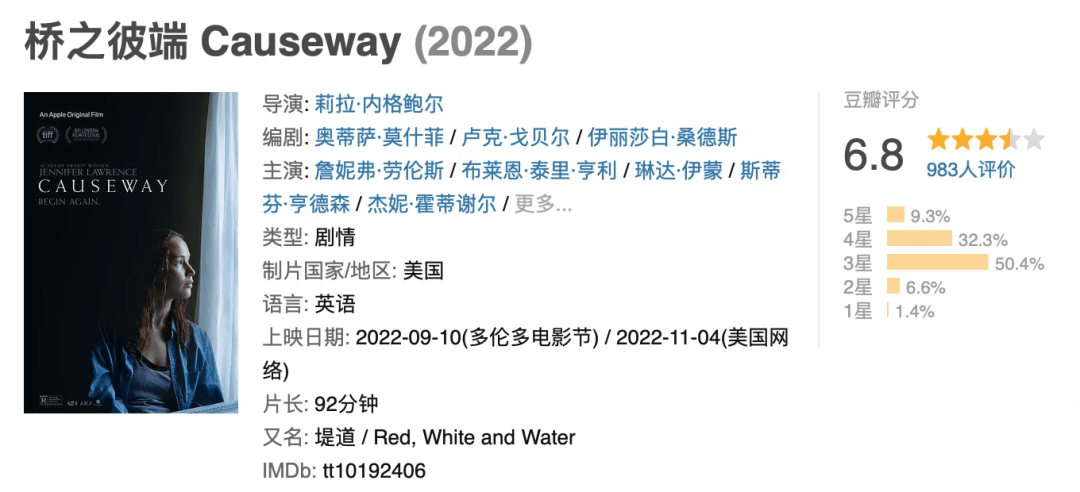 桥之彼端 Causeway (2022)
An Apple Original Film
tiff
BFI LONDON
FILM FESTIVAL
ACADEMY AWARD WINNER
JENNIFER LAWRENCE
CAUSEWAY
BEGIN AGAIN.
R
导演: 莉拉·内格鲍尔
编剧: 奥蒂萨·莫什菲 / 卢克·戈贝尔 / 伊丽莎白·桑德斯
主演: 詹妮弗·劳伦斯 / 布莱恩·泰里·亨利 / 琳达·伊蒙 / 斯蒂
芬·亨德森 / 杰妮·霍蒂谢尔 / 更多...
类型: 剧情
制片国家/地区: 美国
语言: 英语
上映日期: 2022-09-10(多伦多电影节) / 2022-11-04(美国网
络)
片长: 92分钟
又名: 堤道 / Red, White and Water
IMDb: tt10192406
豆瓣评分
6.8
983人评价
5星 9.3%
4星 32.3%
3星 50.4%
2星 6.6%
1星 1.4%